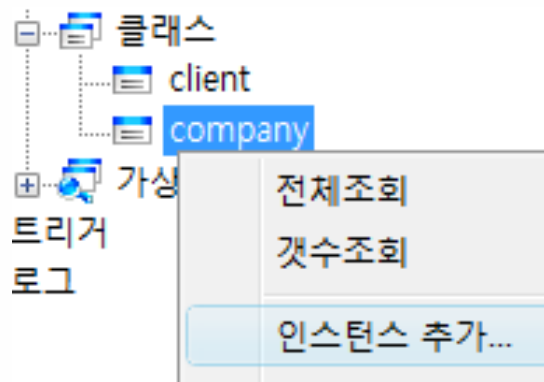 클래스
client
company
가상
트리거
로그
전체조회
갯수조회
인스턴스 추가...